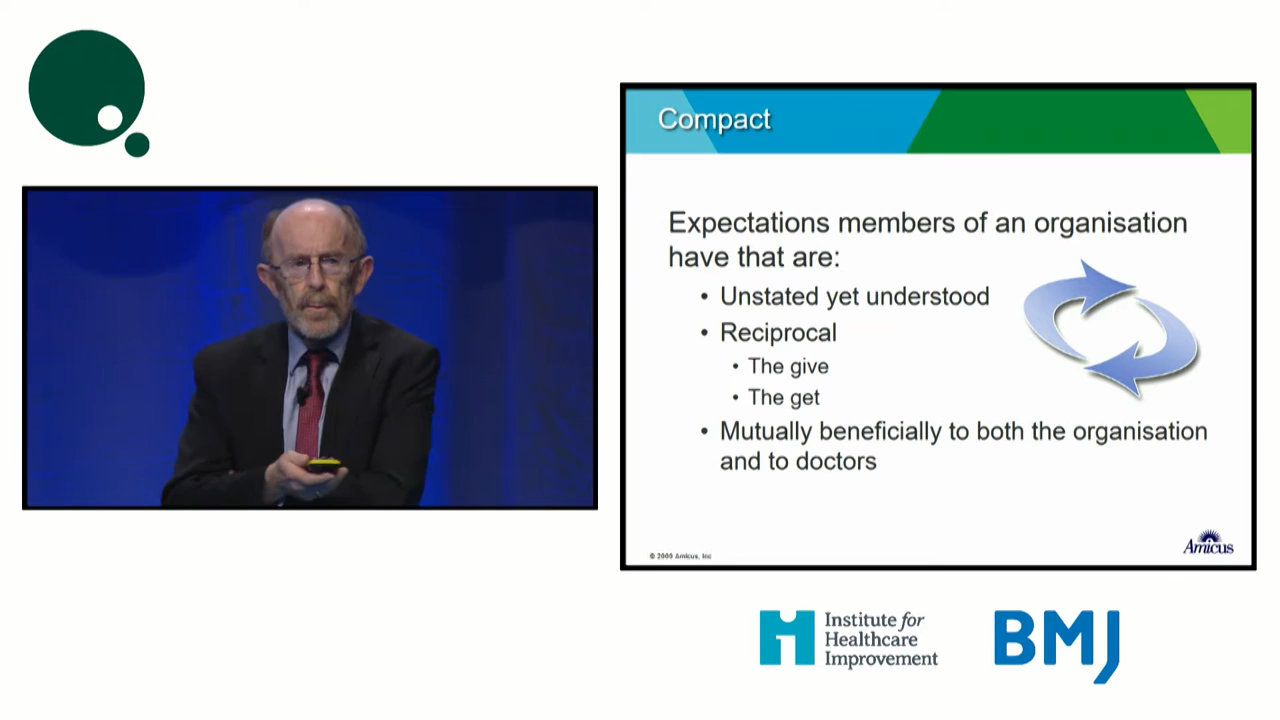 Compact
Expectations members of an organisation
have that are:
• Unstated yet understood
• Reciprocal
• The give
• The get
• Mutually beneficially to both the organisation
and to doctors
© 2009 Amicus, Inc
Amicus
Institute for
Healthcare
Improvement
BMJ